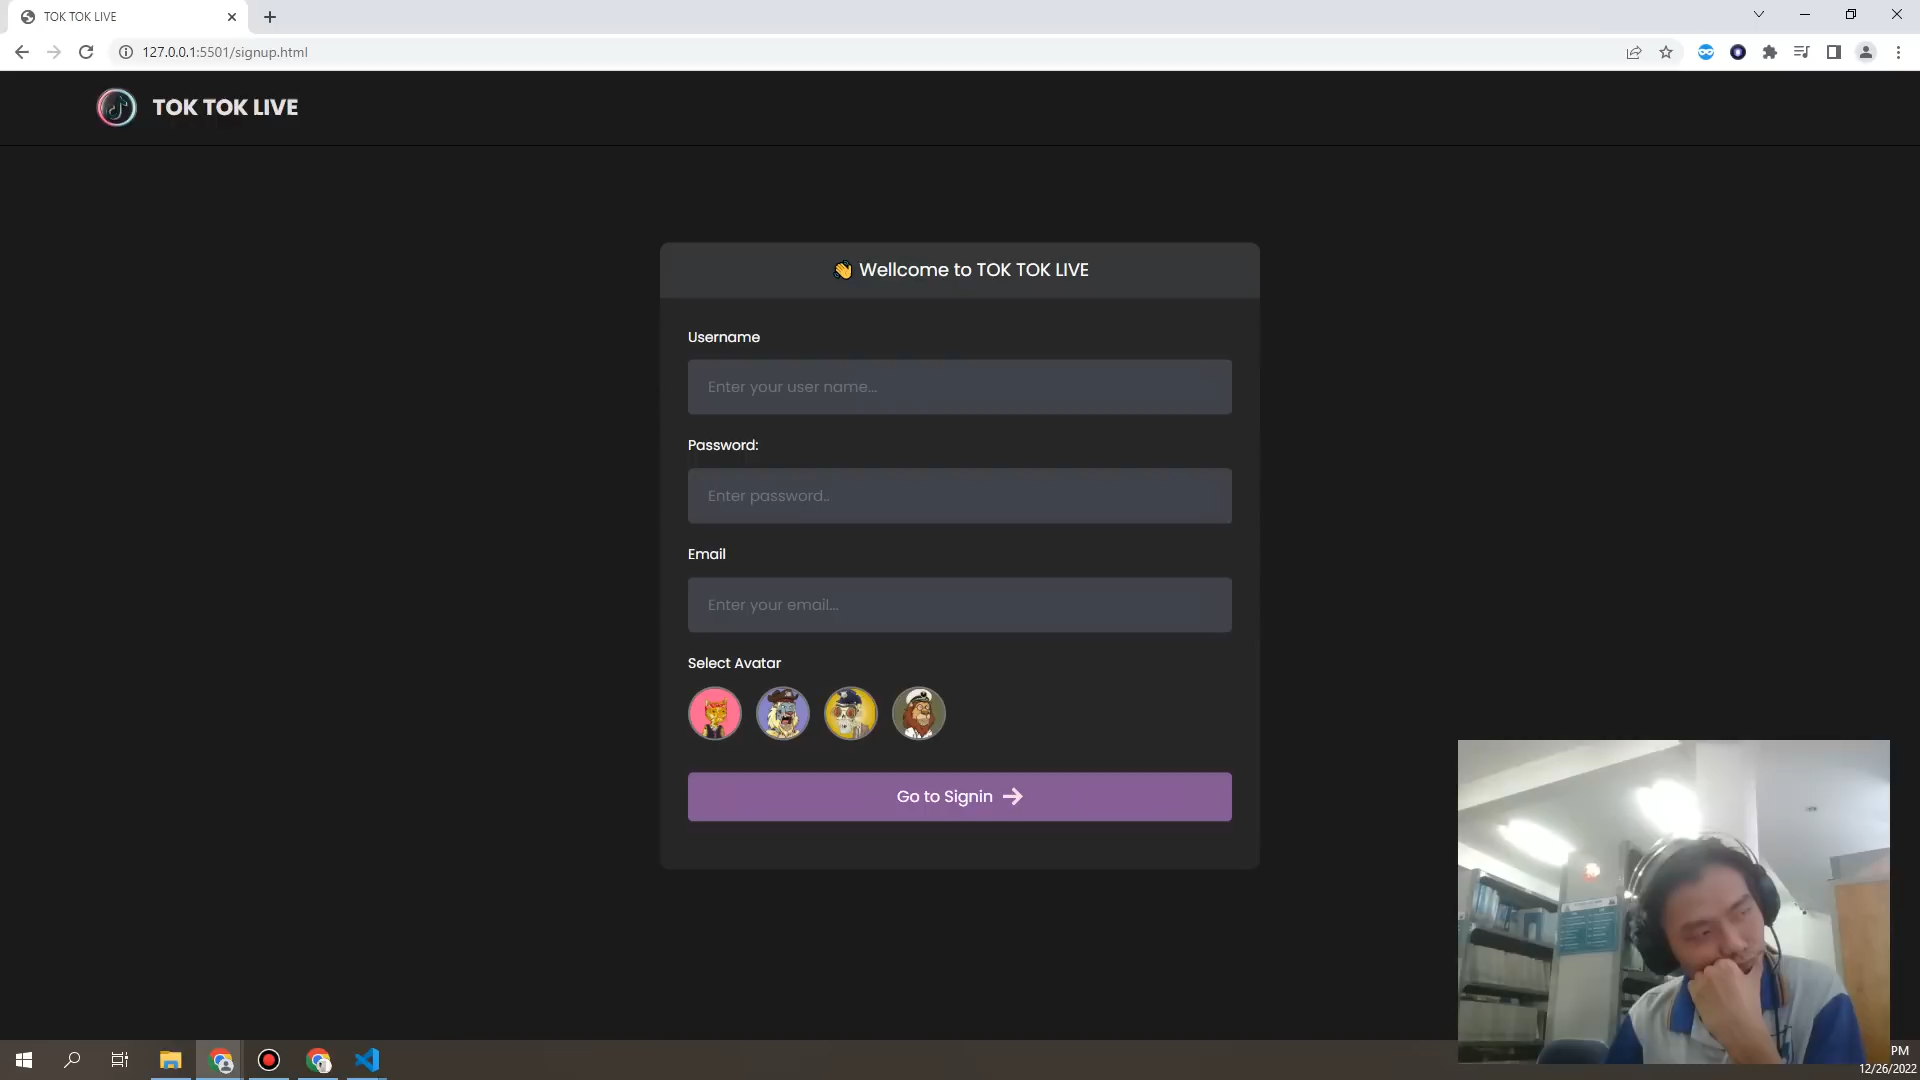 TOK TOK LIVE
127.0.0.1:5501/signup.html
TOK TOK LIVE
👋 Wellcome to TOK TOK LIVE
Username
Enter your user name...
Password:
Enter password..
Email
Enter your email...
Select Avatar
Go to Signin →
PM
12/26/2022